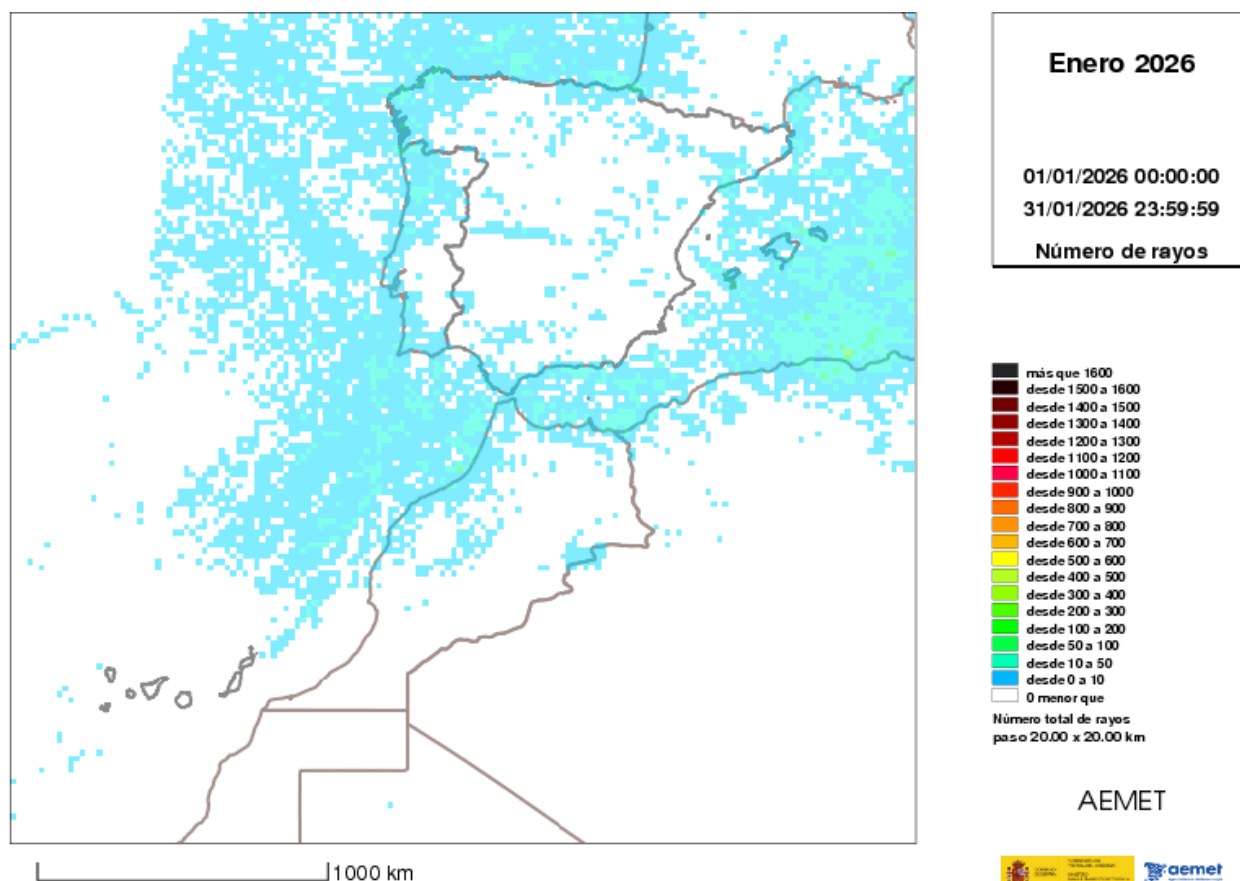 Enero 2026
01/01/2026 00:00:00
31/01/2026 23:59:59
Número de rayos
más que 1600
desde 1500 a 1600
desde 1400 a 1500
desde 1300 a 1400
desde 1200 a 1300
desde 1100 a 1200
desde 1000 a 1100
desde 900 a 1000
desde 800 a 900
desde 700 a 800
desde 600 a 700
desde 500 a 600
desde 400 a 500
desde 300 a 400
desde 200 a 300
desde 100 a 200
desde 50 a 100
desde 10 a 50
desde 0 a 10
0 menor que
Número total de rayos
paso 20.00 x 20.00 km
AEMET
1000 km
aemet